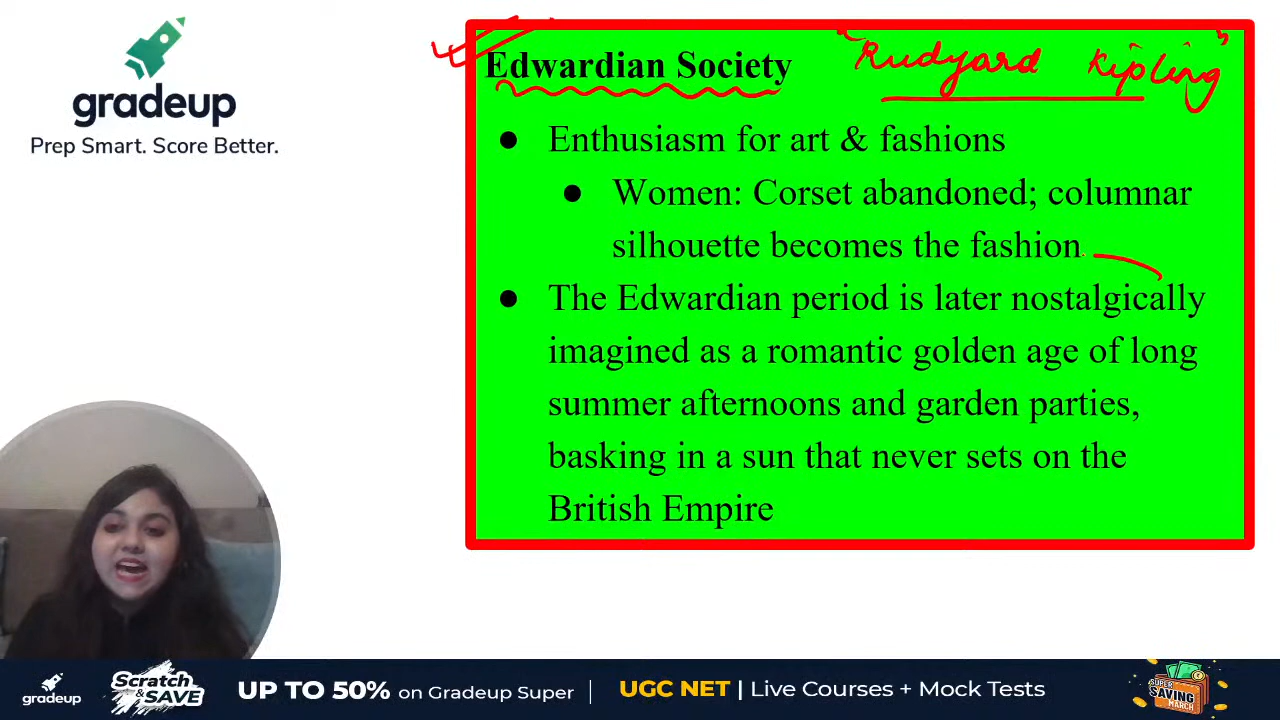 gradeup
Prep Smart. Score Better.
Edwardian Society
"Rudyard Kipling"
● Enthusiasm for art & fashions
● Women: Corset abandoned; columnar
silhouette becomes the fashion
● The Edwardian period is later nostalgically
imagined as a romantic golden age of long
summer afternoons and garden parties,
basking in a sun that never sets on the
British Empire
gradeup
Scratch
& SAVE
UP TO 50% on Gradeup Super
UGC NET | Live Courses + Mock Tests
SUPER
SAVING
MARCH